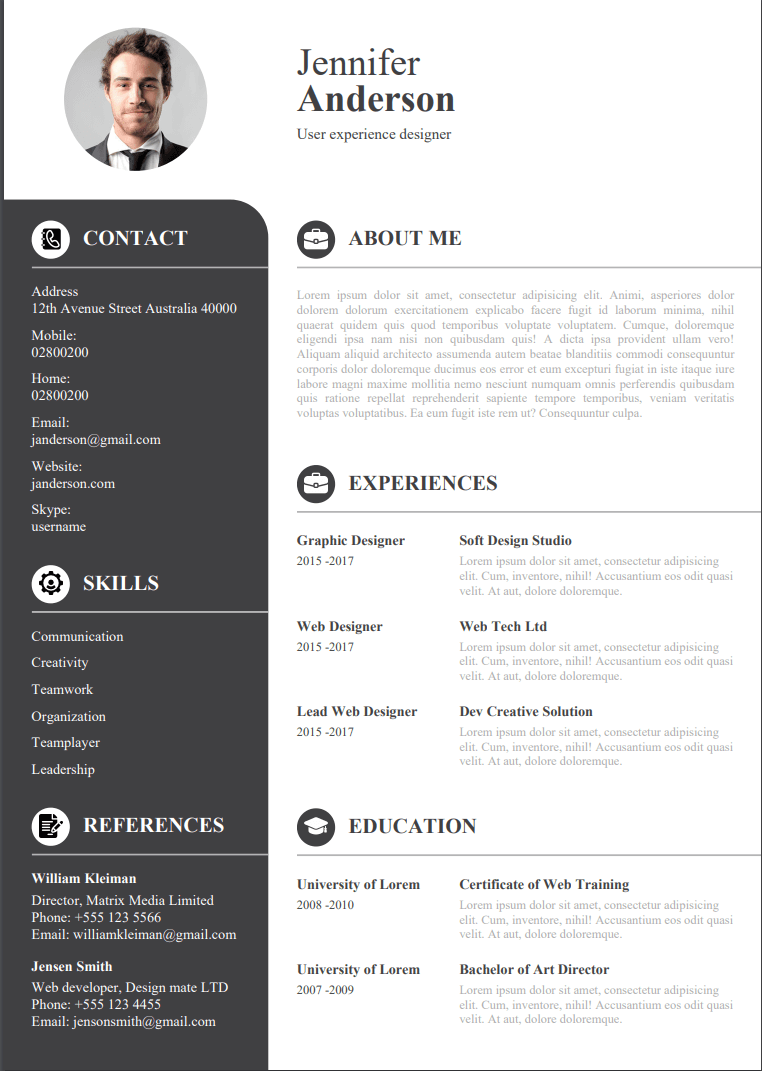 Jennifer
Anderson
User experience designer
CONTACT
Address
12th Avenue Street Australia 40000
Mobile:
02800200
Home:
02800200
Email:
janderson@gmail.com
Website:
janderson.com
Skype:
username
SKILLS
Communication
Creativity
Teamwork
Organization
Teamplayer
Leadership
REFERENCES
William Kleiman
Director, Matrix Media Limited
Phone: +555 123 5566
Email: williamkleiman@gmail.com
Jensen Smith
Web developer, Design mate LTD
Phone: +555 123 4455
Email: jensonsmith@gmail.com
ABOUT ME
Lorem ipsum dolor sit amet, consectetur adipisicing elit. Animi, asperiores dolor
dolorem dolorum exercitationem explicabo facere fugit id laborum minima, nihil
quaerat quidem quis quod temporibus voluptate voluptatem. Cumque, doloremque
eligendi ipsa nam nisi non quibusdam quis! A dicta ipsa provident ullam vero!
Aliquam aliquid architecto assumenda autem beatae blanditiis commodi consequuntur
corporis dolor doloremque ducimus eos error et eum excepturi fugiat in iste itaque iure
labore magni maxime mollitia nemo nesciunt numquam omnis perferendis quibusdam
quis ratione repellat reprehenderit sapiente tempore temporibus, veniam veritatis
voluptas voluptatibus. Ea eum fugit iste rem ut? Consequuntur culpa.
EXPERIENCES
Graphic Designer
2015 -2017
Soft Design Studio
Lorem ipsum dolor sit amet, consectetur adipisicing
elit. Cum, inventore, nihil! Accusantium eos odit quasi
velit. At aut, dolore doloremque.
Web Designer
2015 -2017
Web Tech Ltd
Lorem ipsum dolor sit amet, consectetur adipisicing
elit. Cum, inventore, nihil! Accusantium eos odit quasi
velit. At aut, dolore doloremque.
Lead Web Designer
2015 -2017
Dev Creative Solution
Lorem ipsum dolor sit amet, consectetur adipisicing
elit. Cum, inventore, nihil! Accusantium eos odit quasi
velit. At aut, dolore doloremque.
EDUCATION
University of Lorem
2008 -2010
Certificate of Web Training
Lorem ipsum dolor sit amet, consectetur adipisicing
elit. Cum, inventore, nihil! Accusantium eos odit quasi
velit. At aut, dolore doloremque.
University of Lorem
2007 -2009
Bachelor of Art Director
Lorem ipsum dolor sit amet, consectetur adipisicing
elit. Cum, inventore, nihil! Accusantium eos odit quasi
velit. At aut, dolore doloremque.